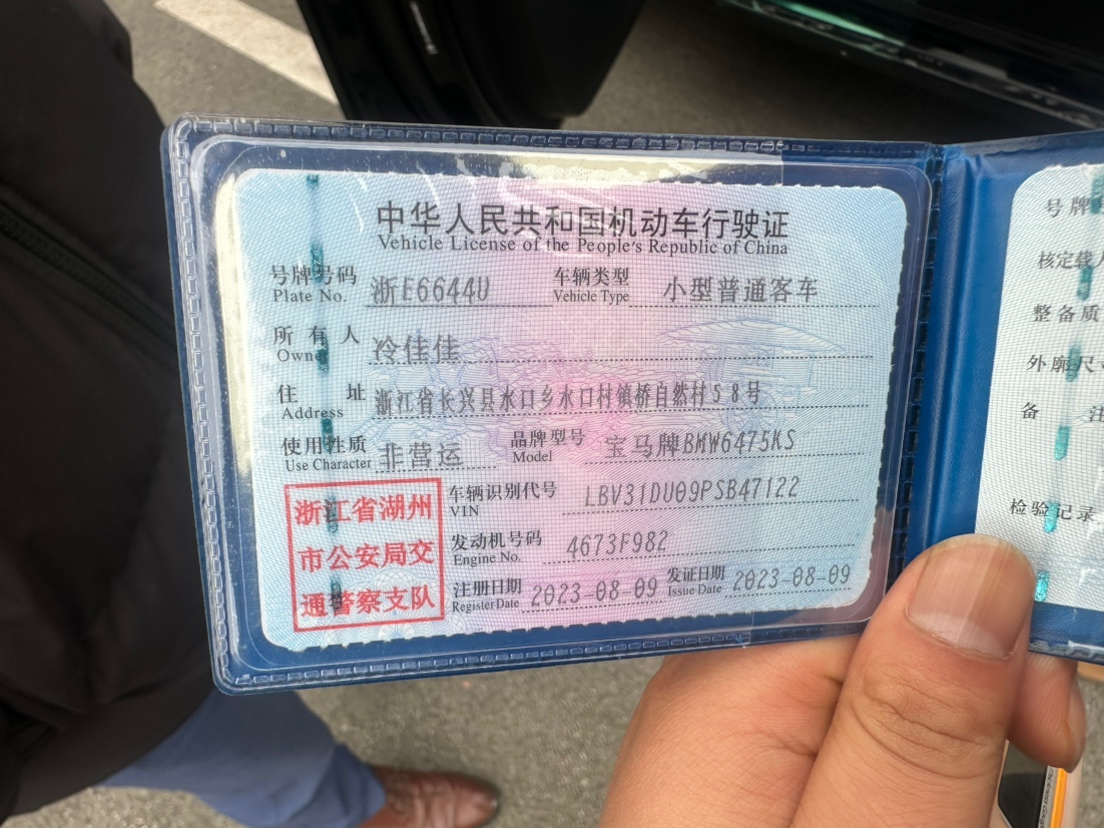 中华人民共和国机动车行驶证
Vehicle License of the People's Republic of China
号牌号码 浙E6644U 车辆类型 小型普通客车
Plate No. Vehicle Type
所有人 冷佳佳
Owner
住址 浙江省长兴县水口乡水口村镇桥自然村58号
Address
使用性质 非营运 品牌型号 宝马牌BMW6475KS
Use Character Model
浙江省湖州
市公安局交
通警察支队
车辆识别代号 LBV31DU09PSB47122
VIN
发动机号码 4673F982
Engine No.
注册日期 2023-08-09 发证日期 2023-08-09
Register Date Issue Date
号牌
核定载人
整备质
外廓尺
备 注
检验记录